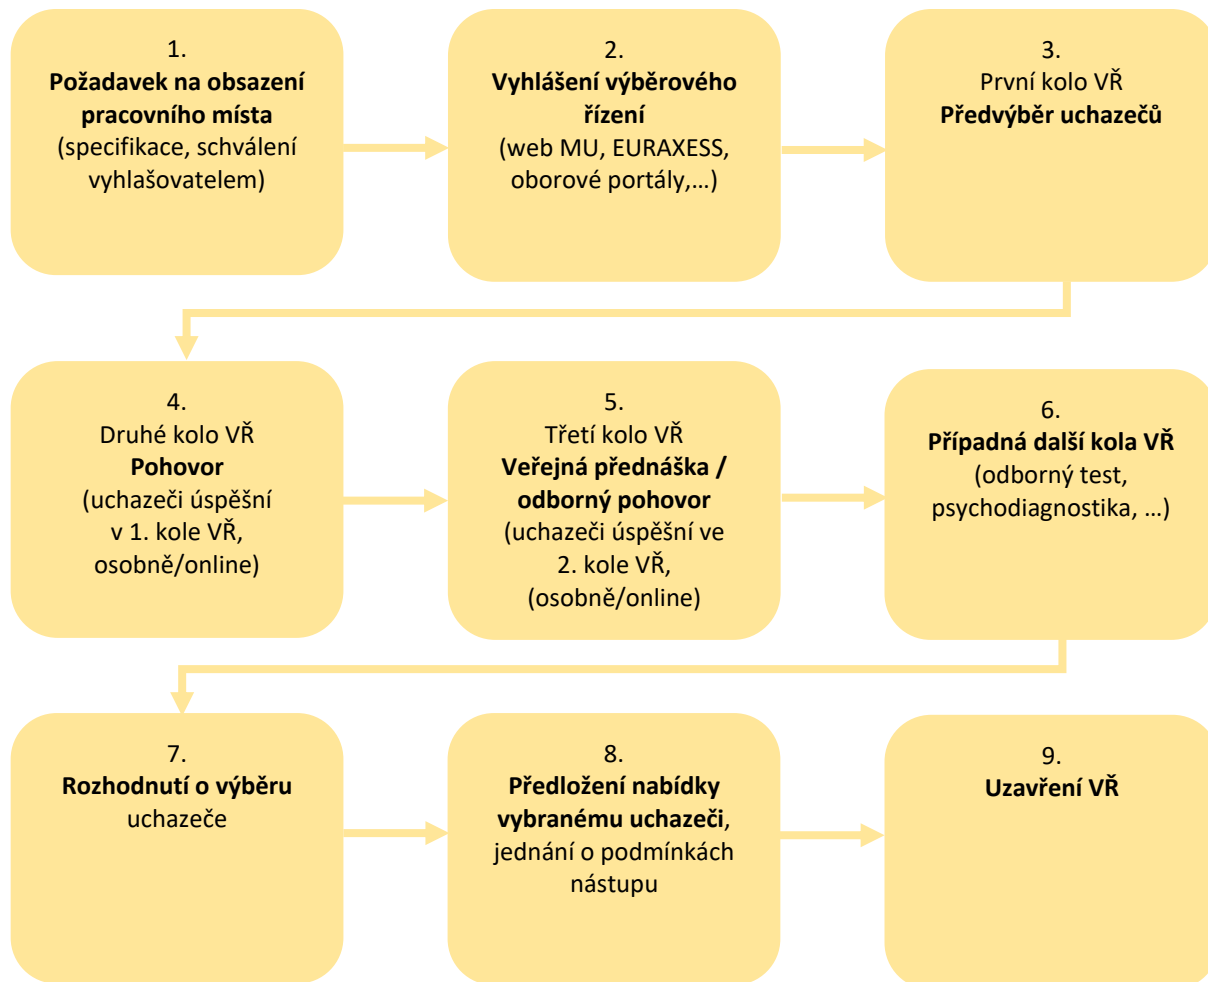 1.
Požadavek na obsazení
pracovního místa
(specifikace, schválení
vyhlašovatelem)
2.
Vyhlášení výběrového
řízení
(web MU, EURAXESS,
oborové portály,…)
3.
První kolo VŘ
Předvýběr uchazečů
4.
Druhé kolo VŘ
Pohovor
(uchazeči úspěšní
v 1. kole VŘ,
osobně/online)
5.
Třetí kolo VŘ
Veřejná přednáška /
odborný pohovor
(uchazeči úspěšní ve
2. kole VŘ,
(osobně/online)
6.
Případná další kola VŘ
(odborný test,
psychodiagnostika, …)
7.
Rozhodnutí o výběru
uchazeče
8.
Předložení nabídky
vybranému uchazeči,
jednání o podmínkách
nástupu
9.
Uzavření VŘ